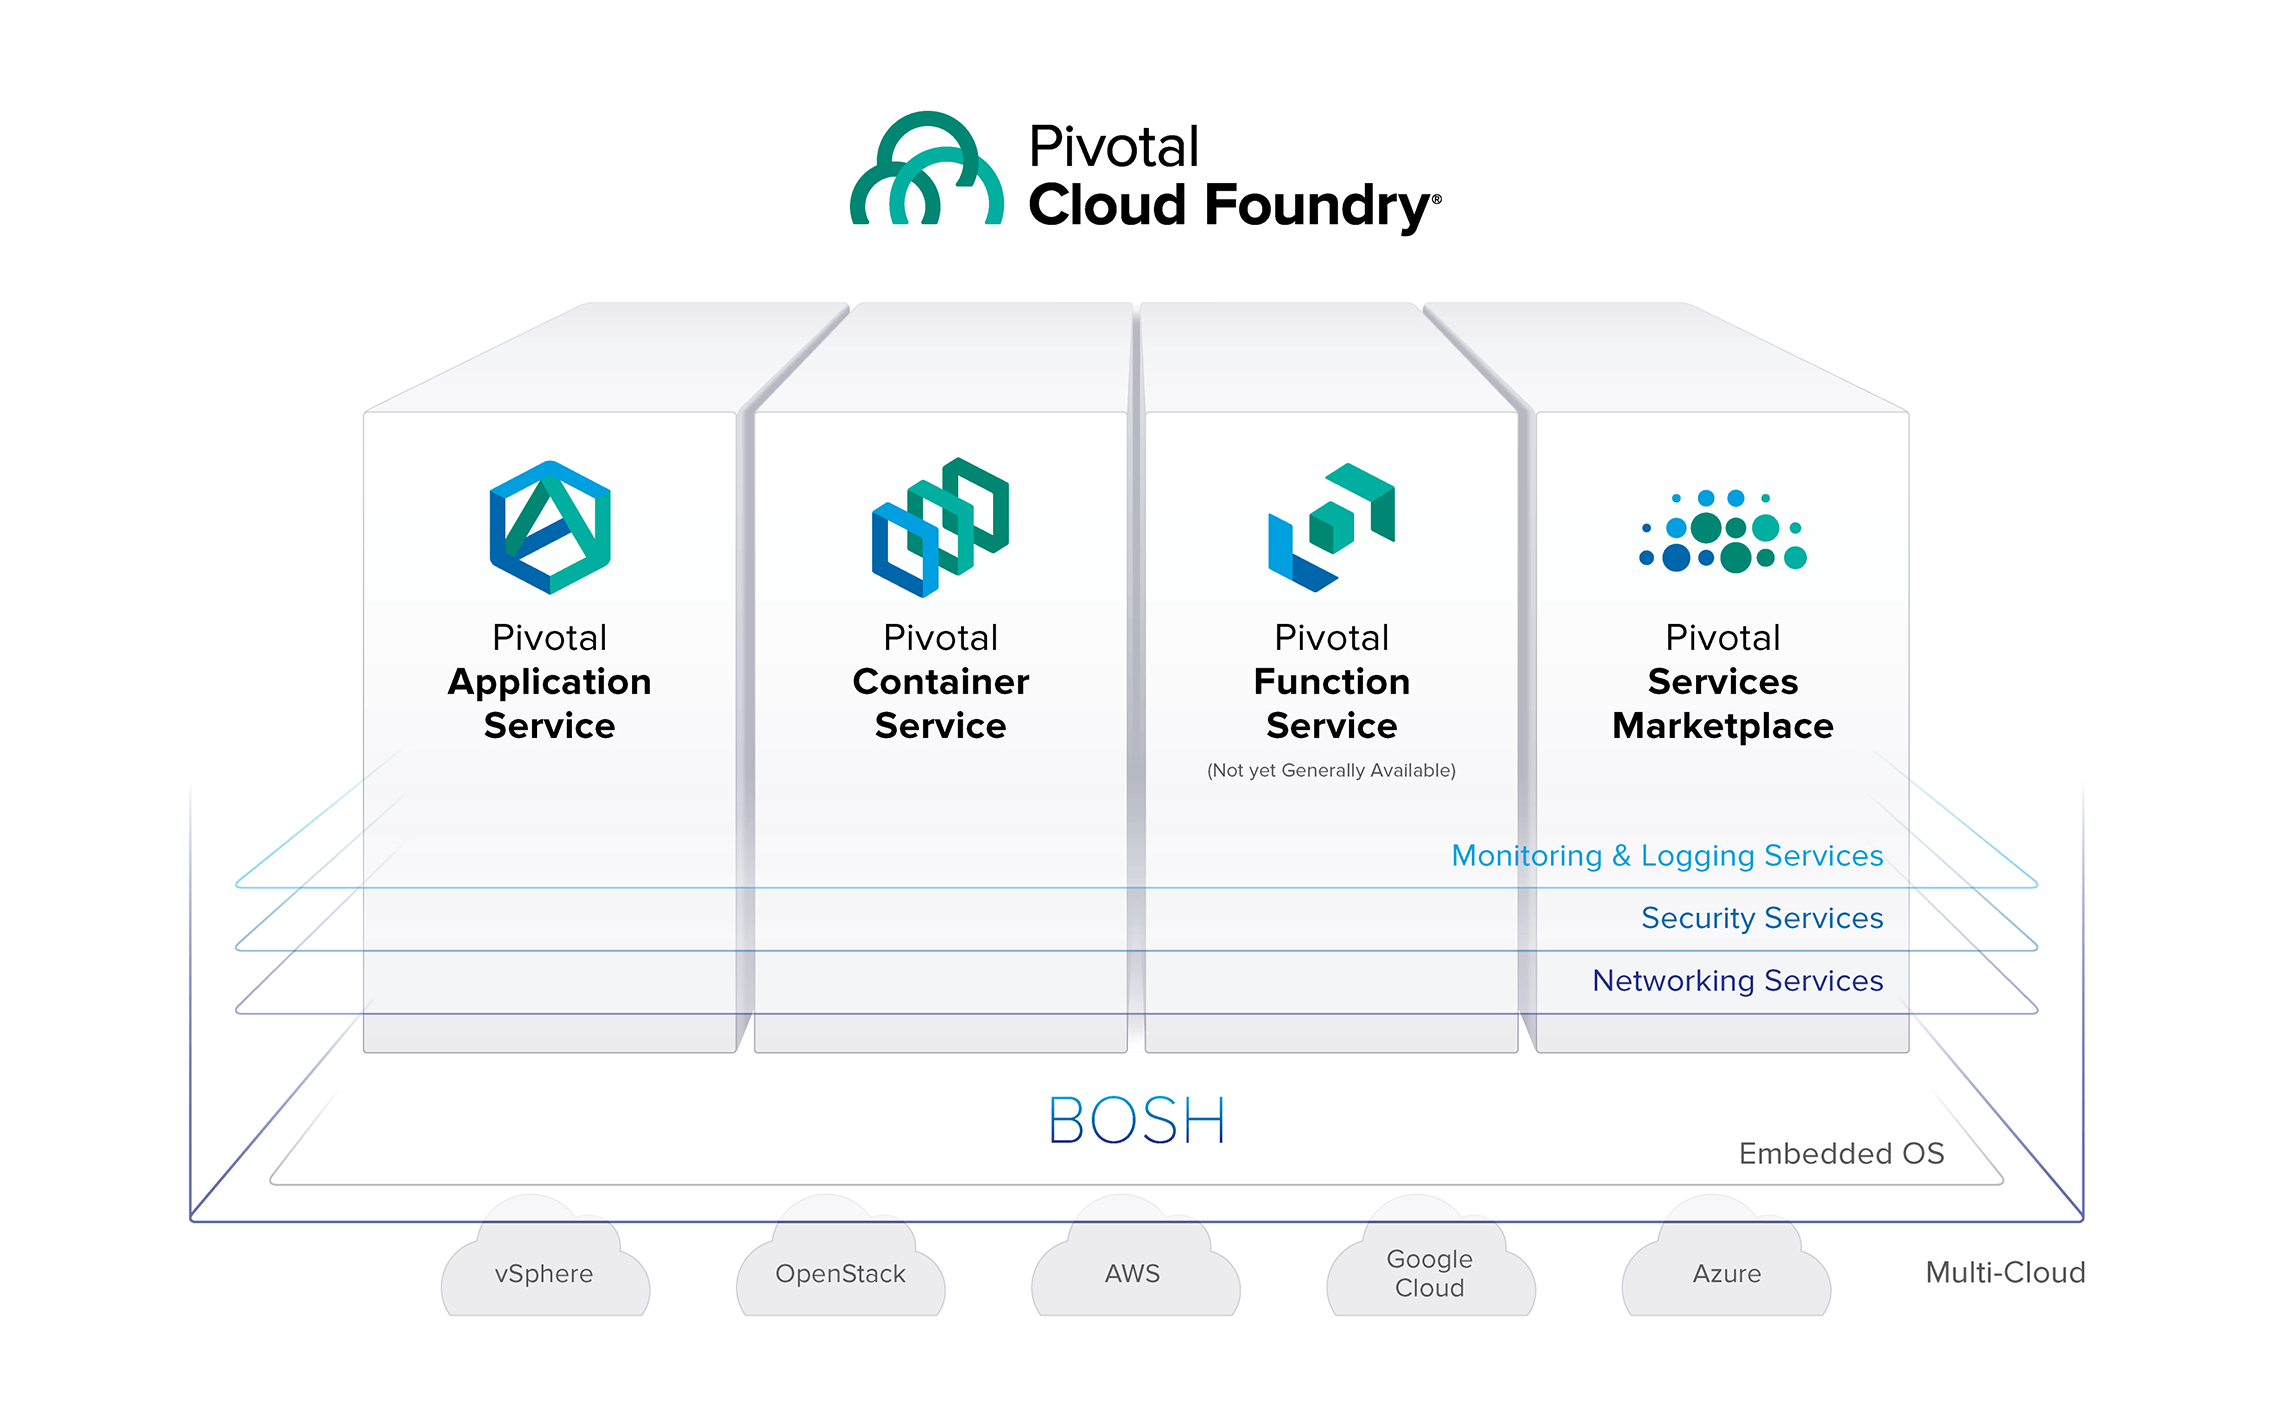 Pivotal
Cloud Foundry®
Pivotal
Application
Service
Pivotal
Container
Service
Pivotal
Function
Service
(Not yet Generally Available)
Pivotal
Services
Marketplace
Monitoring & Logging Services
Security Services
Networking Services
BOSH
Embedded OS
vSphere
OpenStack
AWS
Google
Cloud
Azure
Multi-Cloud